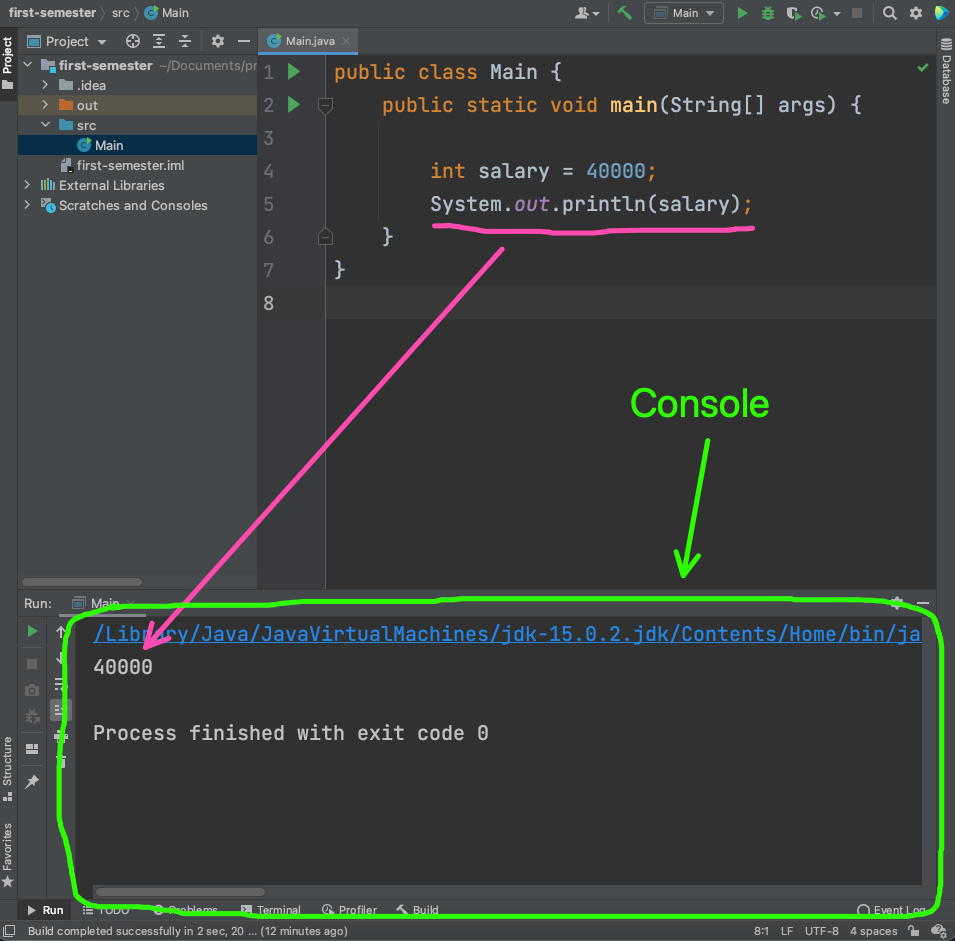 first-semester src Main
Main
Project
Main.java
Project
first-semester ~/Documents/pr
.idea
out
src
Main
first-semester.iml
External Libraries
Scratches and Consoles
1 public class Main {
2 public static void main(String[] args) {
3
4 int salary = 40000;
5 System.out.println(salary);
6 }
7 }
8
Database
Console
Run: Main
/Library/Java/JavaVirtualMachines/jdk-15.0.2.jdk/Contents/Home/bin/ja
40000
Process finished with exit code 0
Structure
Favorites
Run TODO Problems Terminal Profiler Build Event Log
Build completed successfully in 2 sec, 20 ... (12 minutes ago) 8:1 LF UTF-8 4 spaces